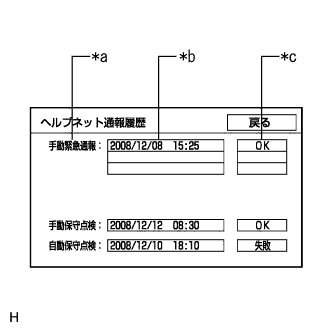 *a *b *c
ヘルプネット通報履歴 戻る
手動緊急通報： 2008/12/08 15:25 OK
手動保守点検： 2008/12/12 08:30 OK
自動保守点検： 2008/12/10 18:10 失敗
H